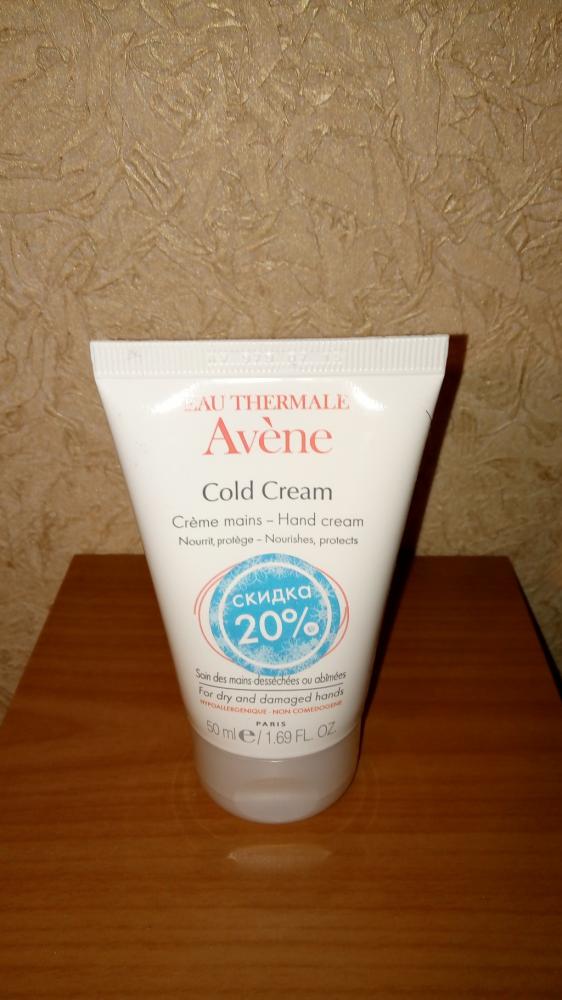 EAU THERMALE
Avène
Cold Cream
Crème mains – Hand cream
Nourrit, protège – Nourishes, protects
скидка
20%
Soin des mains desséchées ou abîmées
For dry and damaged hands
HYPOALLERGENIQUE - NON COMEDOGENE
PARIS
50 ml e / 1.69 FL. OZ.